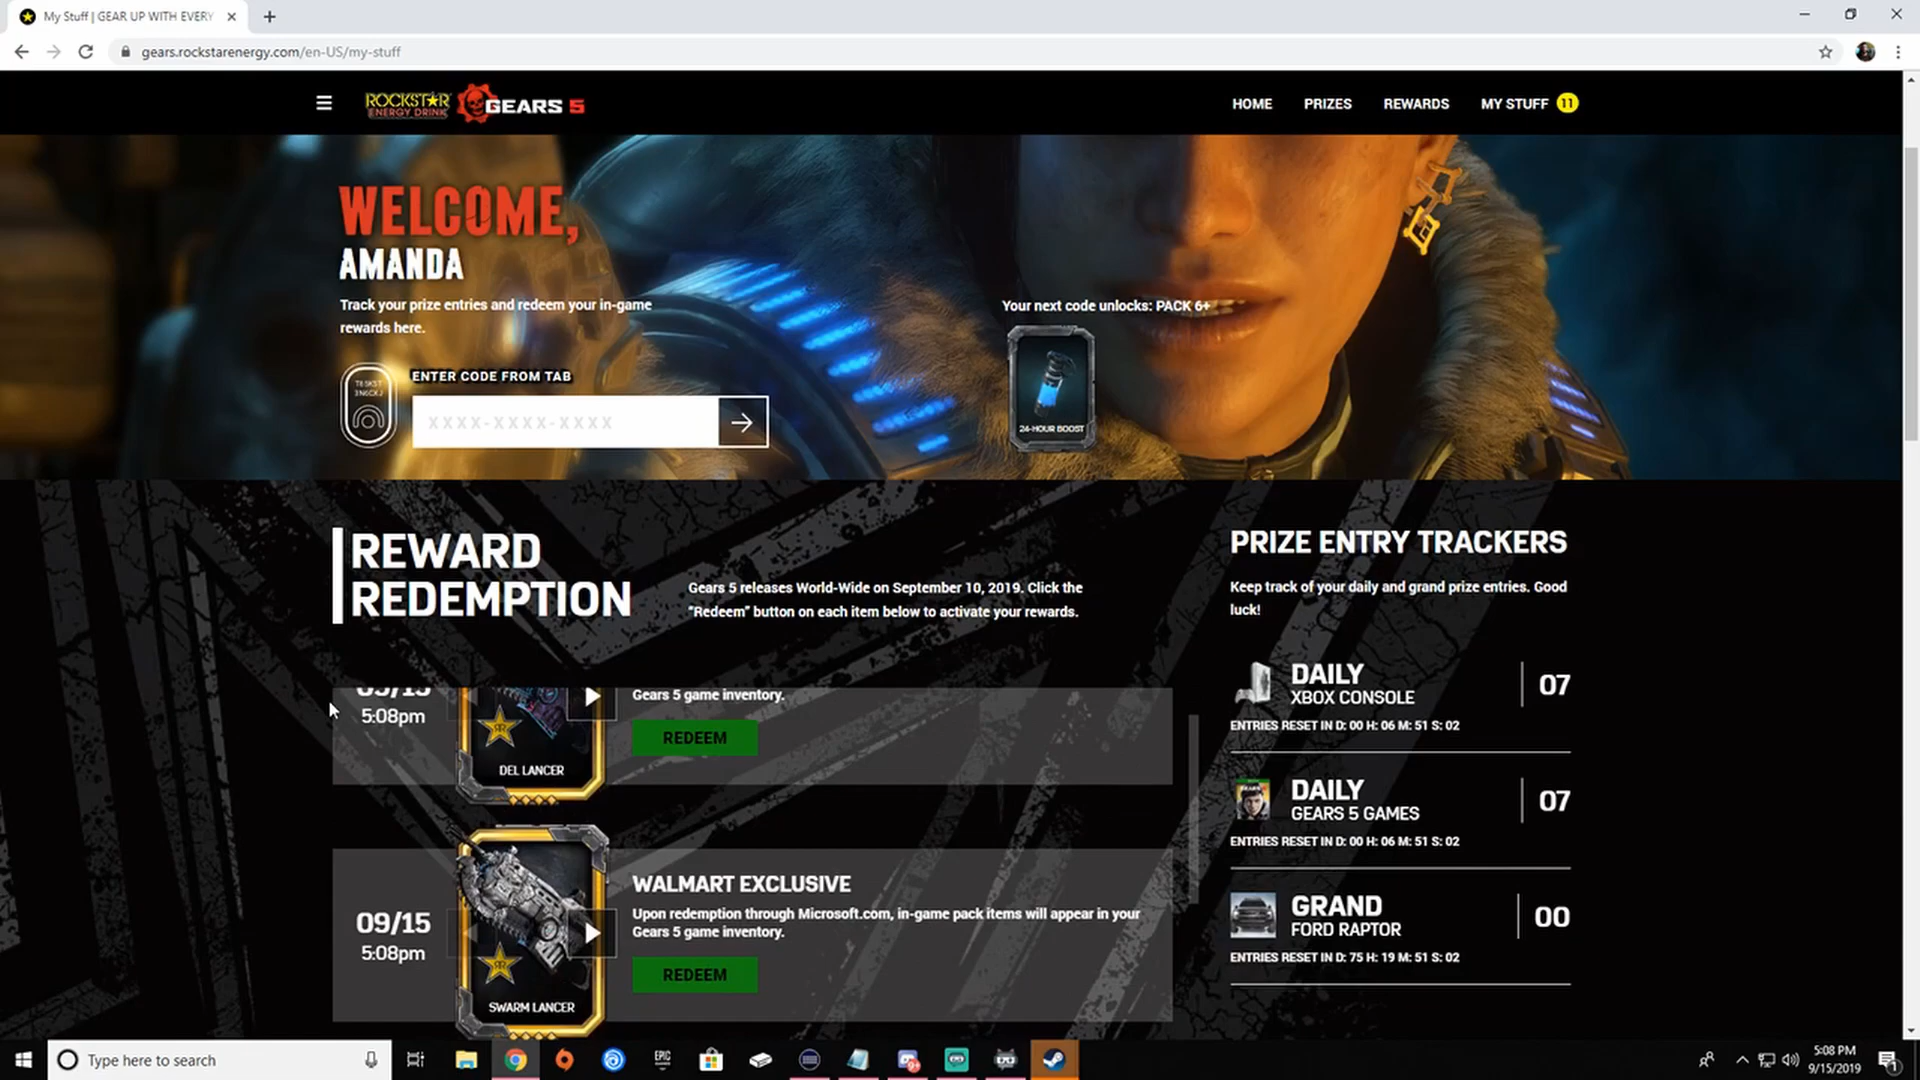 My Stuff | GEAR UP WITH EVERY
gears.rockstarenergy.com/en-US/my-stuff
ROCKSTAR
ENERGY DRINK
GEARS 5
HOME
PRIZES
REWARDS
MY STUFF 11
WELCOME,
AMANDA
Track your prize entries and redeem your in-game
rewards here.
Your next code unlocks: PACK 6+
24-HOUR BOOST
ENTER CODE FROM TAB
XXXX-XXXX-XXXX
REWARD
REDEMPTION
Gears 5 releases World-Wide on September 10, 2019. Click the
"Redeem" button on each item below to activate your rewards.
09/15
5:08pm
DEL LANCER
Gears 5 game inventory.
REDEEM
09/15
5:08pm
SWARM LANCER
WALMART EXCLUSIVE
Upon redemption through Microsoft.com, in-game pack items will appear in your
Gears 5 game inventory.
REDEEM
PRIZE ENTRY TRACKERS
Keep track of your daily and grand prize entries. Good
luck!
DAILY
XBOX CONSOLE
07
ENTRIES RESET IN D: 00 H: 06 M: 51 S: 02
DAILY
GEARS 5 GAMES
07
ENTRIES RESET IN D: 00 H: 06 M: 51 S: 02
GRAND
FORD RAPTOR
00
ENTRIES RESET IN D: 75 H: 19 M: 51 S: 02
Type here to search
EPIC
5:08 PM
9/15/2019